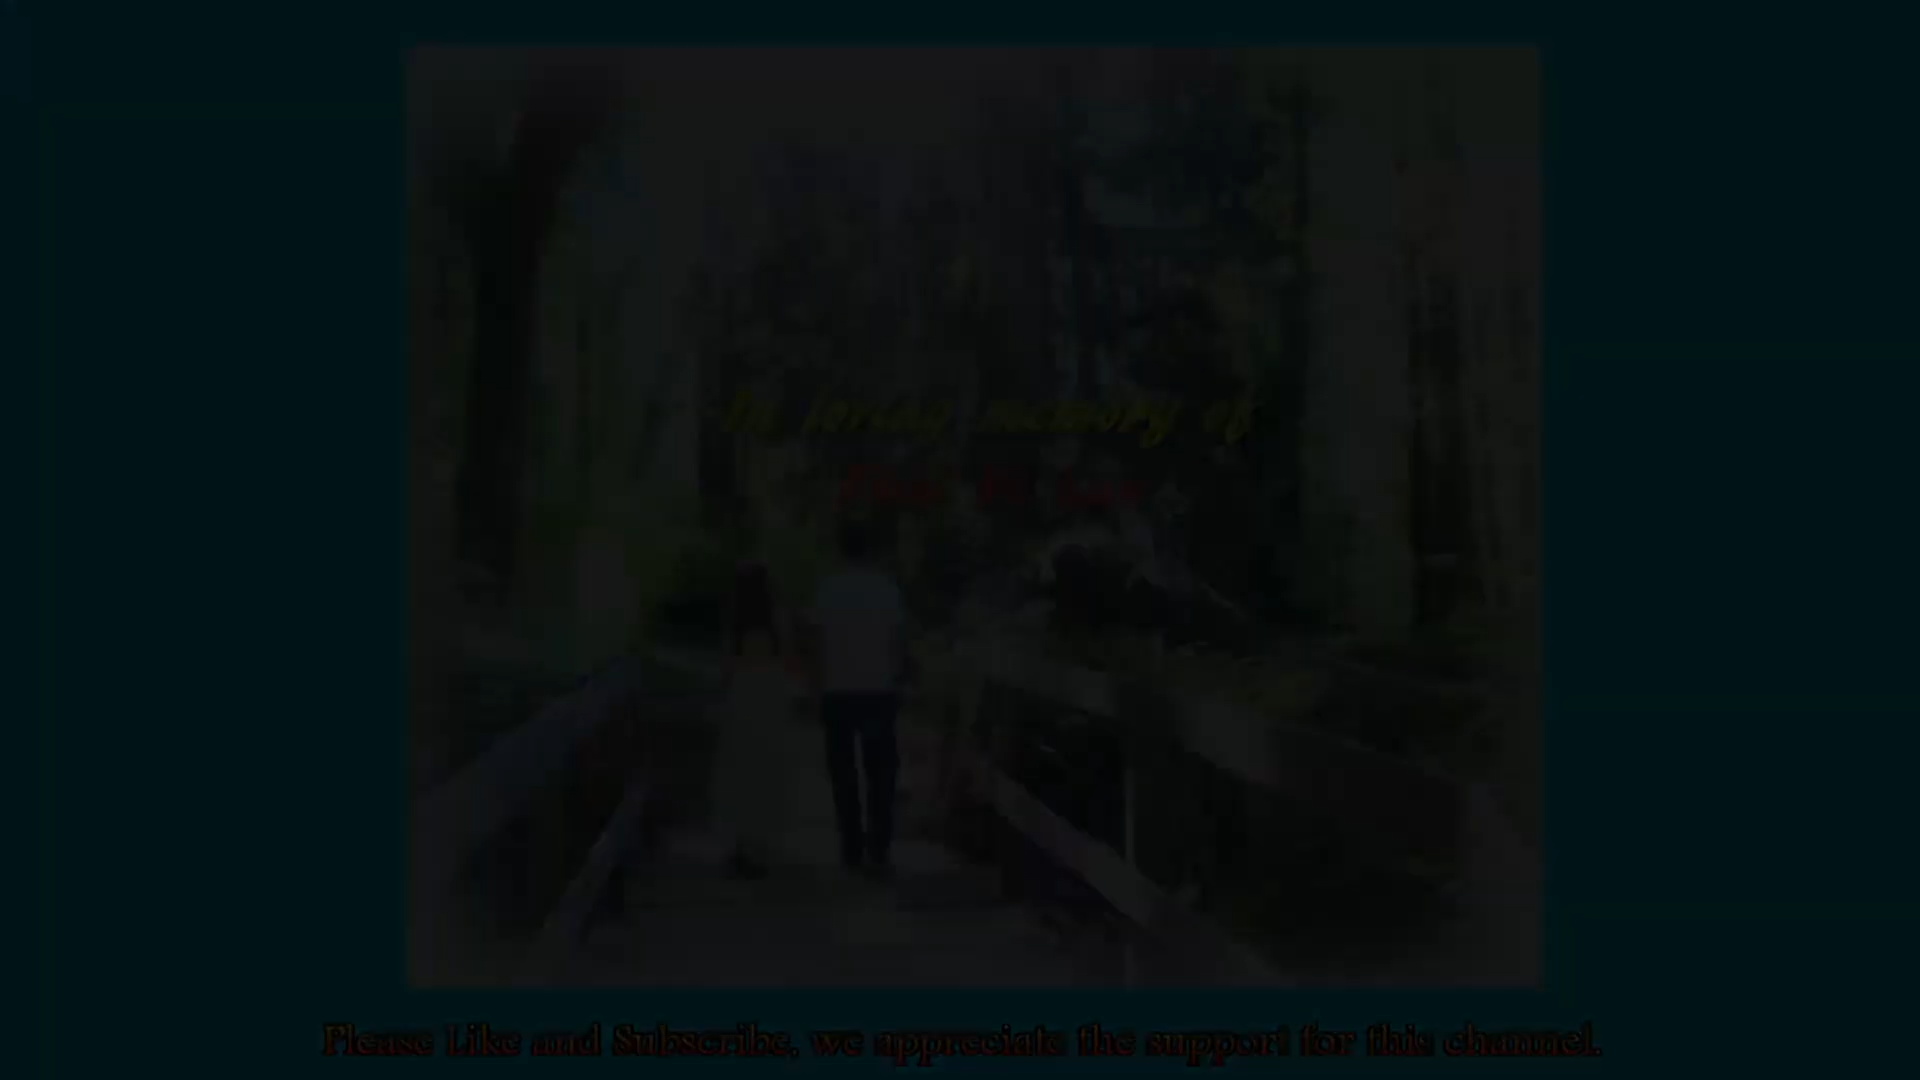 In loving memory of
Please Like and Subscribe, we appreciate the support for this channel.